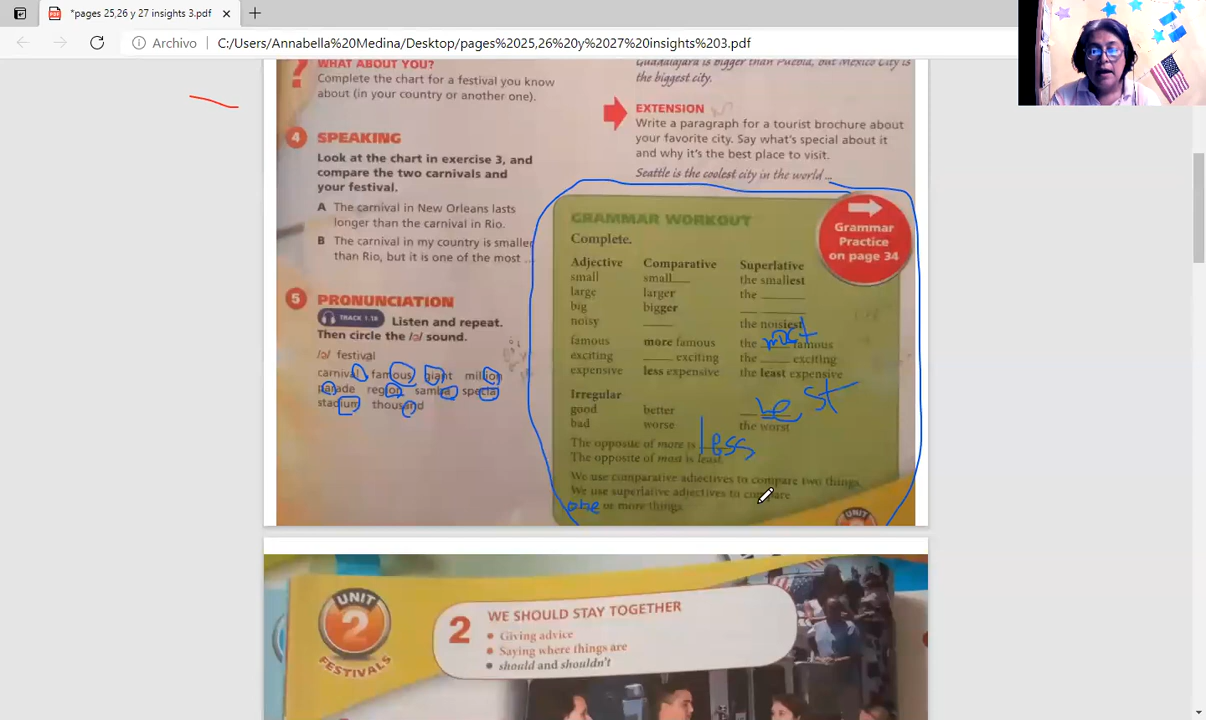 *pages 25,26 y 27 insights 3.pdf
Archivo
C:/Users/Annabella%20Medina/Desktop/pages%2025,26%20y%2027%20insights%203.pdf
WHAT ABOUT YOU?
Complete the chart for a festival you know
about (in your country or another one).
4 SPEAKING
Look at the chart in exercise 3, and
compare the two carnivals and
your festival.
A The carnival in New Orleans lasts
longer than the carnival in Rio.
B The carnival in my country is smaller
than Rio, but it is one of the most ...
5 PRONUNCIATION
TRACK 1.18 Listen and repeat.
Then circle the /ə/ sound.
/ə/ festival
carnival famous giant million
parade region samba special
stadium thousand
Guadalajara is bigger than Puebla, but Mexico City is
the biggest city.
EXTENSION
Write a paragraph for a tourist brochure about
your favorite city. Say what's special about it
and why it's the best place to visit.
Seattle is the coolest city in the world ...
GRAMMAR WORKOUT
Complete.
Grammar
Practice
on page 34
Adjective Comparative Superlative
small small___ the smallest
large larger the ______
big bigger ___ ______
noisy ____ the noisiest
famous more famous the most famous
exciting ____ exciting the ____ exciting
expensive less expensive the least expensive
Irregular
good better be st
bad worse the worst
The opposite of more is less
The opposite of most is least.
We use comparative adjectives to compare two things.
We use superlative adjectives to compare
one or more things.
UNIT
UNIT
2
FESTIVALS
2 WE SHOULD STAY TOGETHER
• Giving advice
• Saying where things are
• should and shouldn't